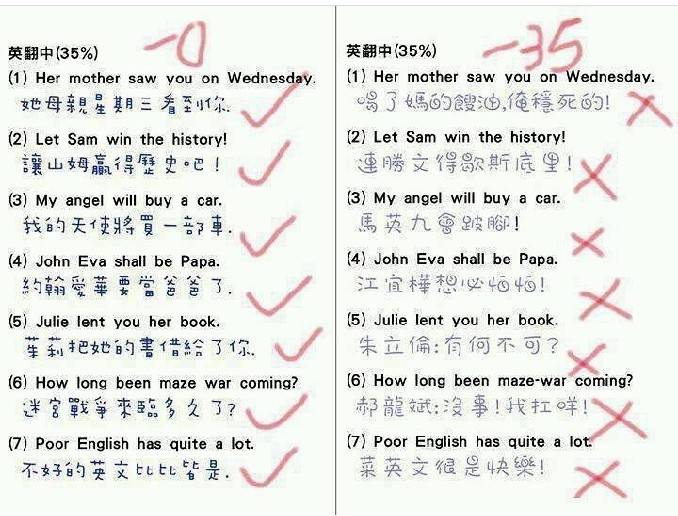 英翻中(35%)
-0
(1) Her mother saw you on Wednesday.
她母親星期三看到你.
(2) Let Sam win the history!
讓山姆贏得歷史吧!
(3) My angel will buy a car.
我的天使將買一部車.
(4) John Eva shall be Papa.
約翰愛華要當爸爸了.
(5) Julie lent you her book.
茱莉把她的書借給了你.
(6) How long been maze war coming?
迷宮戰爭來臨多久了?
(7) Poor English has quite a lot.
不好的英文比比皆是.
英翻中(35%)
-35
(1) Her mother saw you on Wednesday.
喝了媽的餿油,俺穩死的!
(2) Let Sam win the history!
連勝文得歇斯底里!
(3) My angel will buy a car.
馬英九會跛腳!
(4) John Eva shall be Papa.
江宜樺想必怕怕!
(5) Julie lent you her book.
朱立倫:有何不可?
(6) How long been maze-war coming?
郝龍斌:沒事!我扛咩!
(7) Poor English has quite a lot.
菜英文很是快樂!